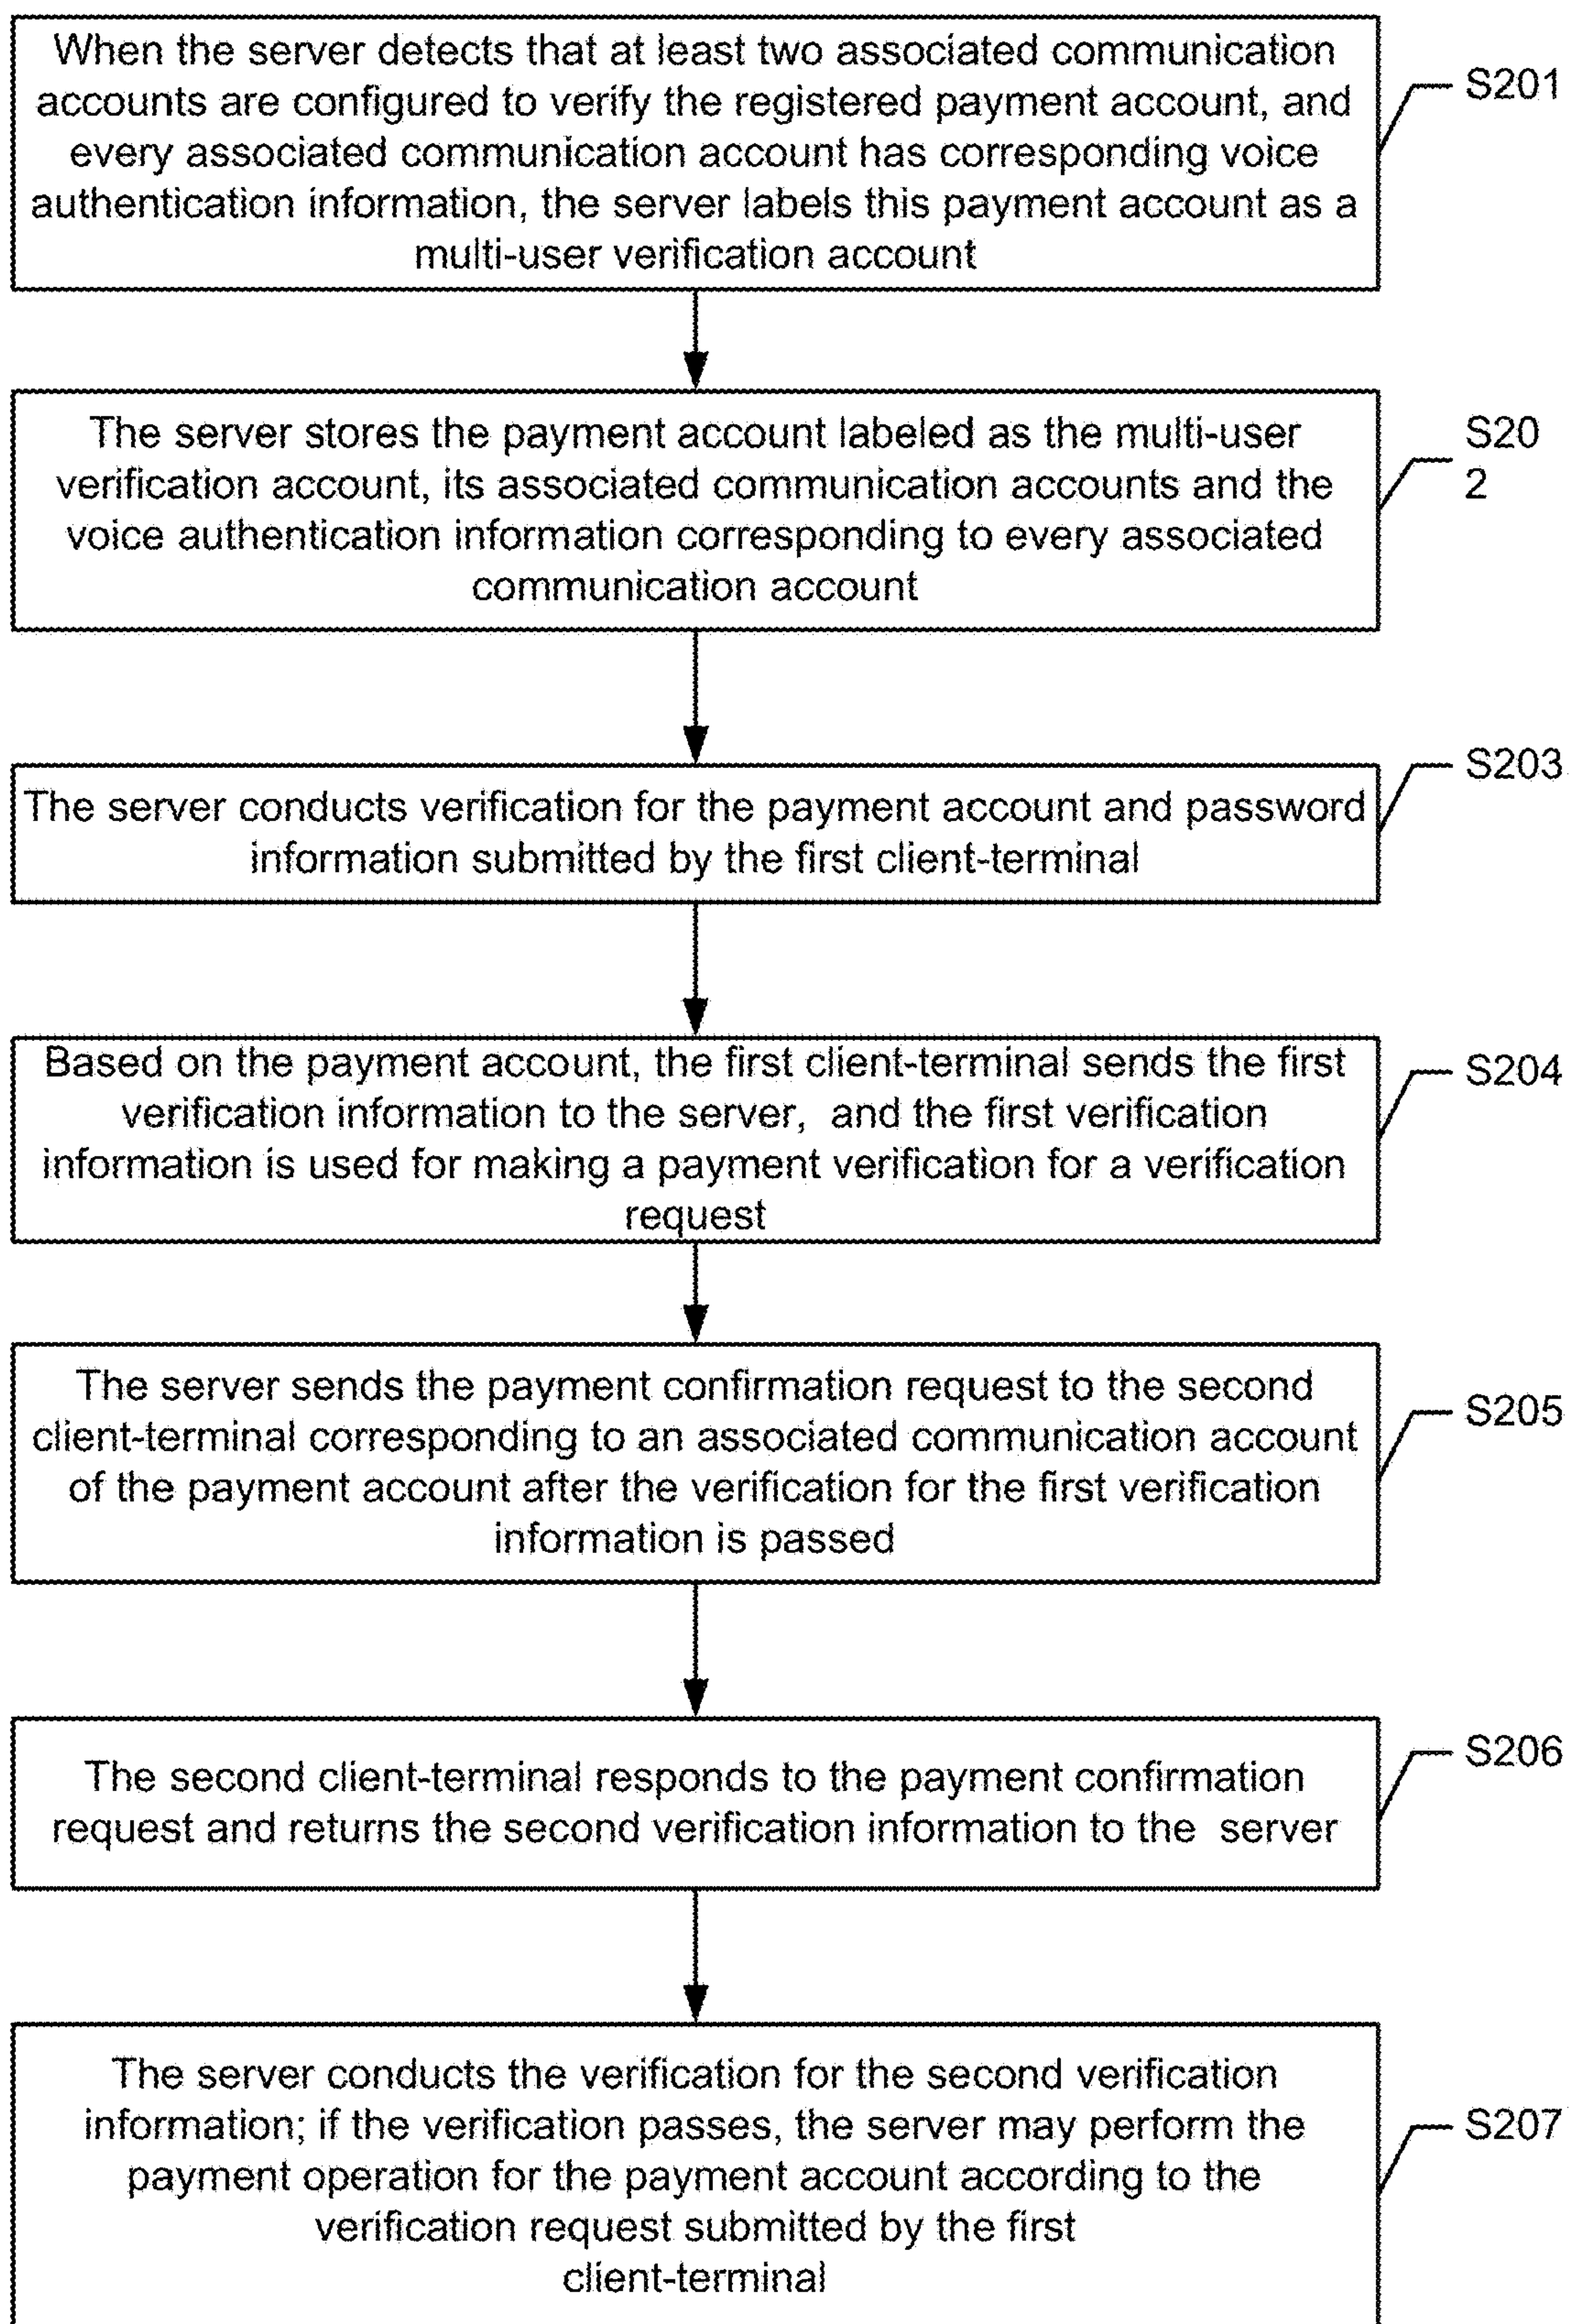 When the server detects that at least two associated communication
accounts are configured to verify the registered payment account, and
every associated communication account has corresponding voice
authentication information, the server labels this payment account as a
multi-user verification account
S201
The server stores the payment account labeled as the multi-user
verification account, its associated communication accounts and the
voice authentication information corresponding to every associated
communication account
S20
2
The server conducts verification for the payment account and password
information submitted by the first client-terminal
S203
Based on the payment account, the first client-terminal sends the first
verification information to the server,  and the first verification
information is used for making a payment verification for a verification
request
S204
The server sends the payment confirmation request to the second
client-terminal corresponding to an associated communication account
of the payment account after the verification for the first verification
information is passed
S205
The second client-terminal responds to the payment confirmation
request and returns the second verification information to the  server
S206
The server conducts the verification for the second verification
information; if the verification passes, the server may perform the
payment operation for the payment account according to the
verification request submitted by the first
client-terminal
S207